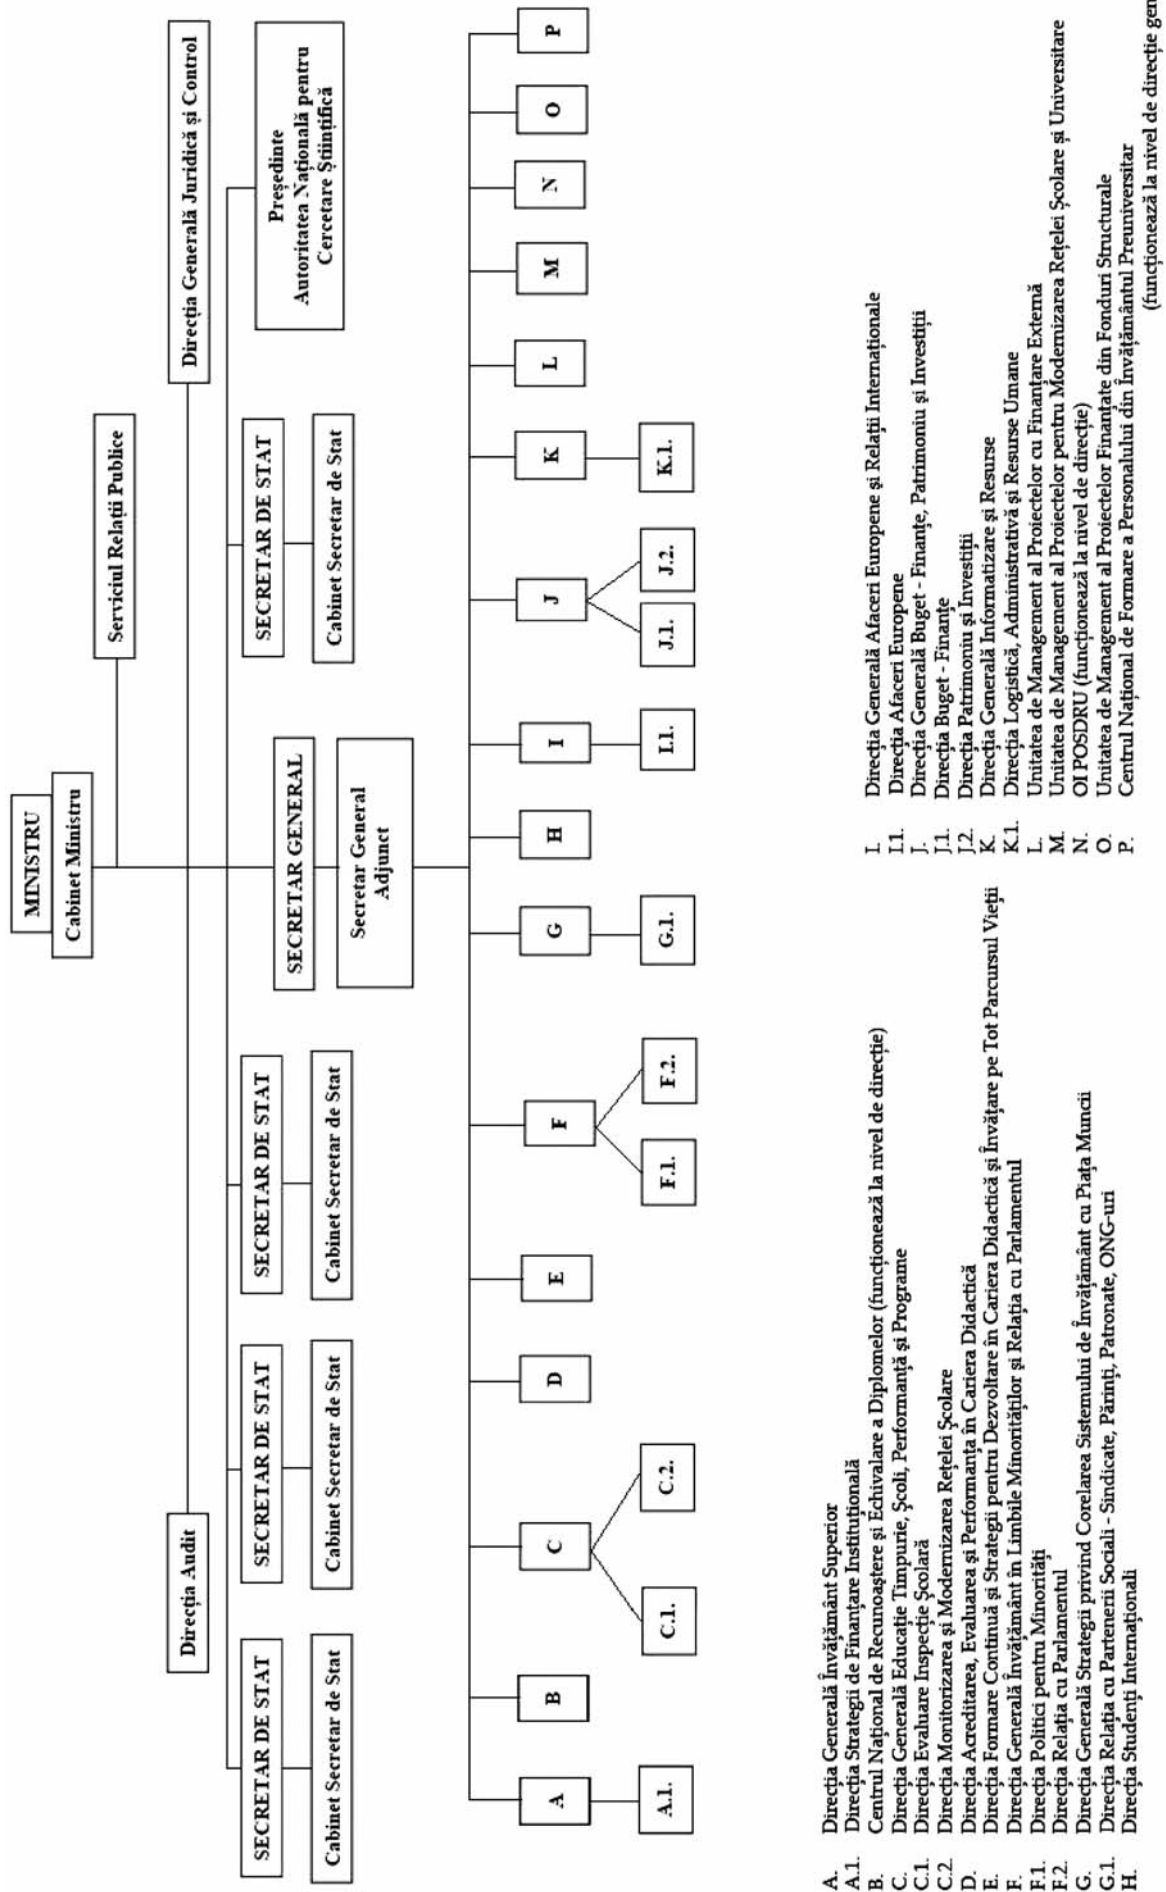 MINISTRU
Cabinet Ministru
Serviciul Relații Publice
Direcția Audit
Direcția Generală Juridică și Control
SECRETAR DE STAT
Cabinet Secretar de Stat
SECRETAR DE STAT
Cabinet Secretar de Stat
SECRETAR DE STAT
Cabinet Secretar de Stat
SECRETAR GENERAL
Secretar General
Adjunct
SECRETAR DE STAT
Cabinet Secretar de Stat
Președinte
Autoritatea Națională pentru
Cercetare Științifică
A
B
C
D
E
F
G
H
I
J
K
L
M
N
O
P
A.1.
C.1.
C.2.
F.1.
F.2.
G.1.
I.1.
J.1.
J.2.
K.1.
A. Direcția Generală Învățământ Superior
A.1. Direcția Strategii de Finanțare Instituțională
B. Centrul Național de Recunoaștere și Echivalare a Diplomelor (funcționează la nivel de direcție)
C. Direcția Generală Educație Timpurie, Școli, Performanță și Programe
C.1. Direcția Evaluare Inspecție Școlară
C.2. Direcția Monitorizarea și Modernizarea Rețelei Școlare
D. Direcția Acreditarea, Evaluarea și Performanța în Cariera Didactică
E. Direcția Formare Continuă și Strategii pentru Dezvoltare în Cariera Didactică și Învățare pe Tot Parcursul Vieții
F. Direcția Generală Învățământ în Limbile Minorităților și Relația cu Parlamentul
F.1. Direcția Politici pentru Minorități
F.2. Direcția Relația cu Parlamentul
G. Direcția Generală Strategii privind Corelarea Sistemului de Învățământ cu Piața Muncii
G.1. Direcția Relația cu Partenerii Sociali - Sindicate, Părinți, Patronate, ONG-uri
H. Direcția Studenți Internaționali
I. Direcția Generală Afaceri Europene și Relații Internaționale
I.1. Direcția Afaceri Europene
J. Direcția Generală Buget - Finanțe, Patrimoniu și Investiții
J.1. Direcția Buget - Finanțe
J.2. Direcția Patrimoniu și Investiții
K. Direcția Generală Informatizare și Resurse
K.1. Direcția Logistică, Administrativă și Resurse Umane
L. Unitatea de Management al Proiectelor cu Finanțare Externă
M. Unitatea de Management al Proiectelor pentru Modernizarea Rețelei Școlare și Universitare
N. OI POSDRU (funcționează la nivel de direcție)
O. Unitatea de Management al Proiectelor Finanțate din Fonduri Structurale
P. Centrul Național de Formare a Personalului din Învățământul Preuniversitar
(funcționează la nivel de direcție gen